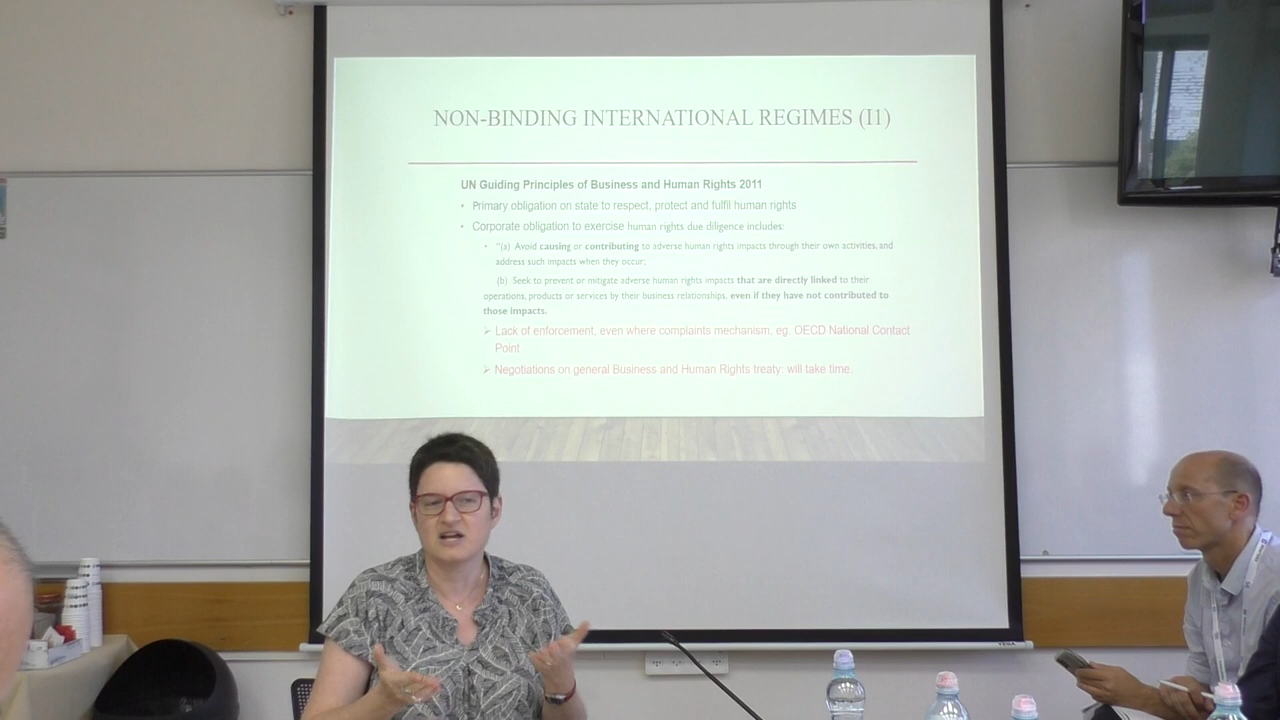 NON-BINDING INTERNATIONAL REGIMES (I1)
UN Guiding Principles of Business and Human Rights 2011
• Primary obligation on state to respect, protect and fulfil human rights
• Corporate obligation to exercise human rights due diligence includes:
• "(a) Avoid causing or contributing to adverse human rights impacts through their own activities, and
address such impacts when they occur;
(b) Seek to prevent or mitigate adverse human rights impacts that are directly linked to their
operations, products or services by their business relationships, even if they have not contributed to
those impacts.
➢ Lack of enforcement, even where complaints mechanism, eg. OECD National Contact
Point
➢ Negotiations on general Business and Human Rights treaty: will take time.